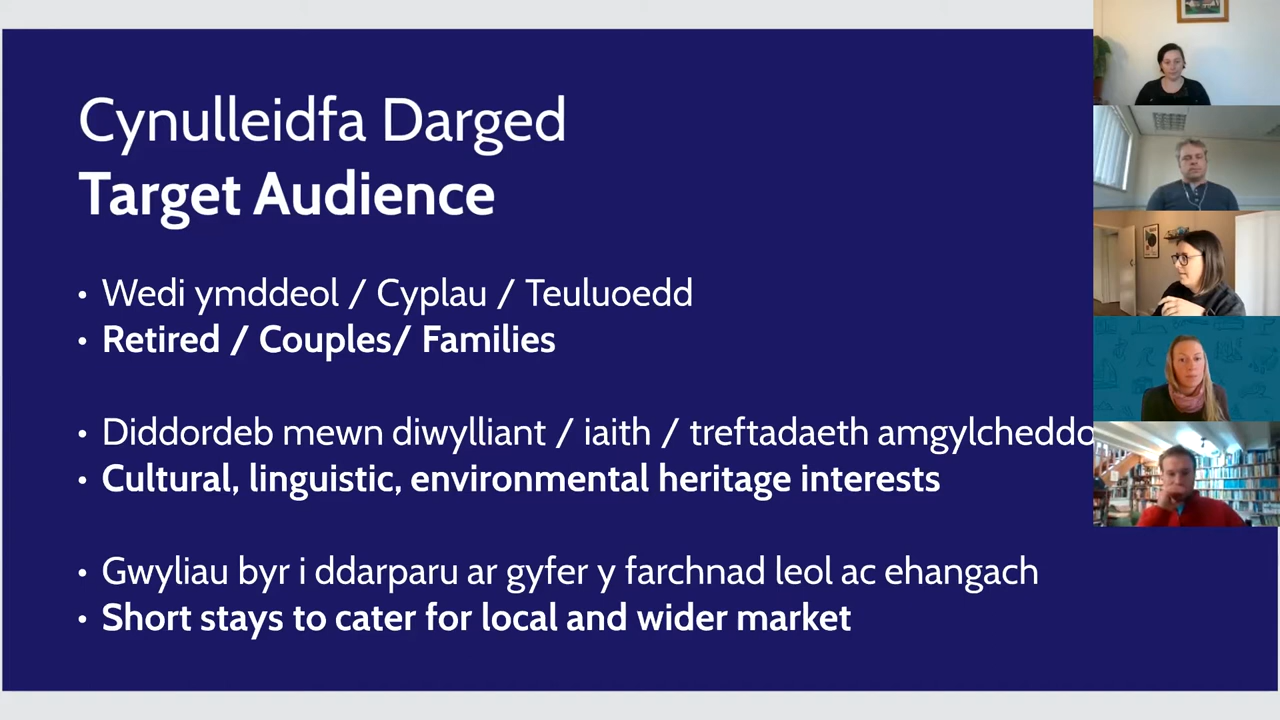 Cynulleidfa Darged
Target Audience
• Wedi ymddeol / Cyplau / Teuluoedd
• Retired / Couples/ Families
• Diddordeb mewn diwylliant / iaith / treftadaeth
• Cultural, linguistic, environmental heritage interests
• Gwyliau byr i ddarparu ar gyfer y farchnad leol ac ehangach
• Short stays to cater for local and wider market